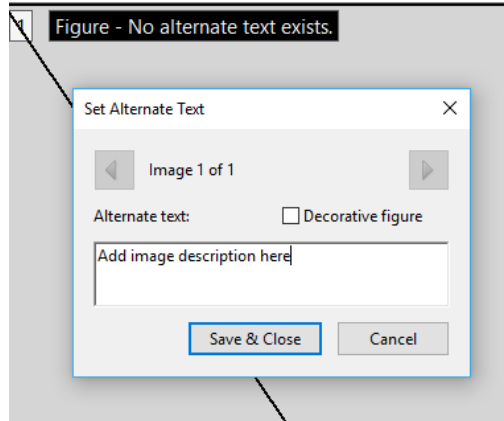 1 Figure - No alternate text exists.
Set Alternate Text
Image 1 of 1
Alternate text: Decorative figure
Add image description here
Save & Close Cancel